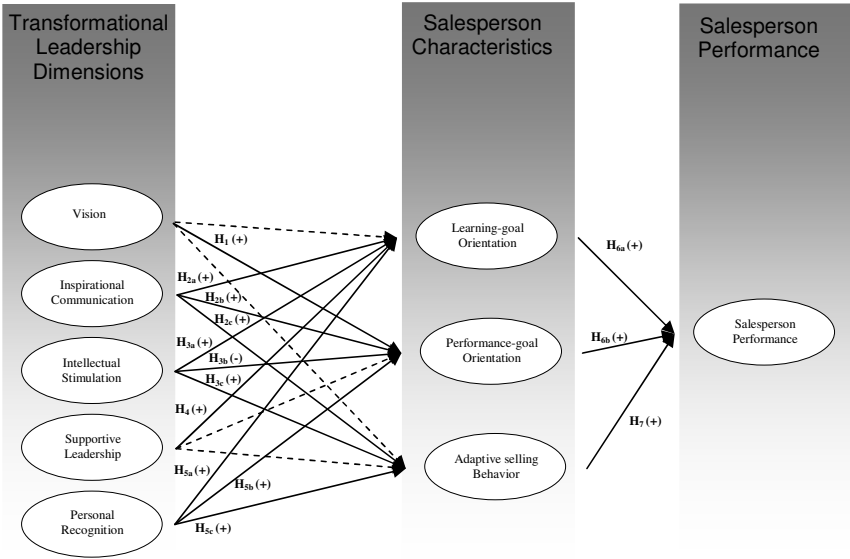 Transformational
Leadership
Dimensions
Salesperson
Characteristics
Salesperson
Performance
Vision
Inspirational
Communication
Intellectual
Stimulation
Supportive
Leadership
Personal
Recognition
H1 (+)
H2a (+)
H2b (+)
H2c (+)
H3a (+)
H3b (-)
H3c (+)
H4 (+)
H5a (+)
H5b (+)
H5c (+)
Learning-goal
Orientation
Performance-goal
Orientation
Adaptive selling
Behavior
H6a (+)
H6b (+)
H7 (+)
Salesperson
Performance